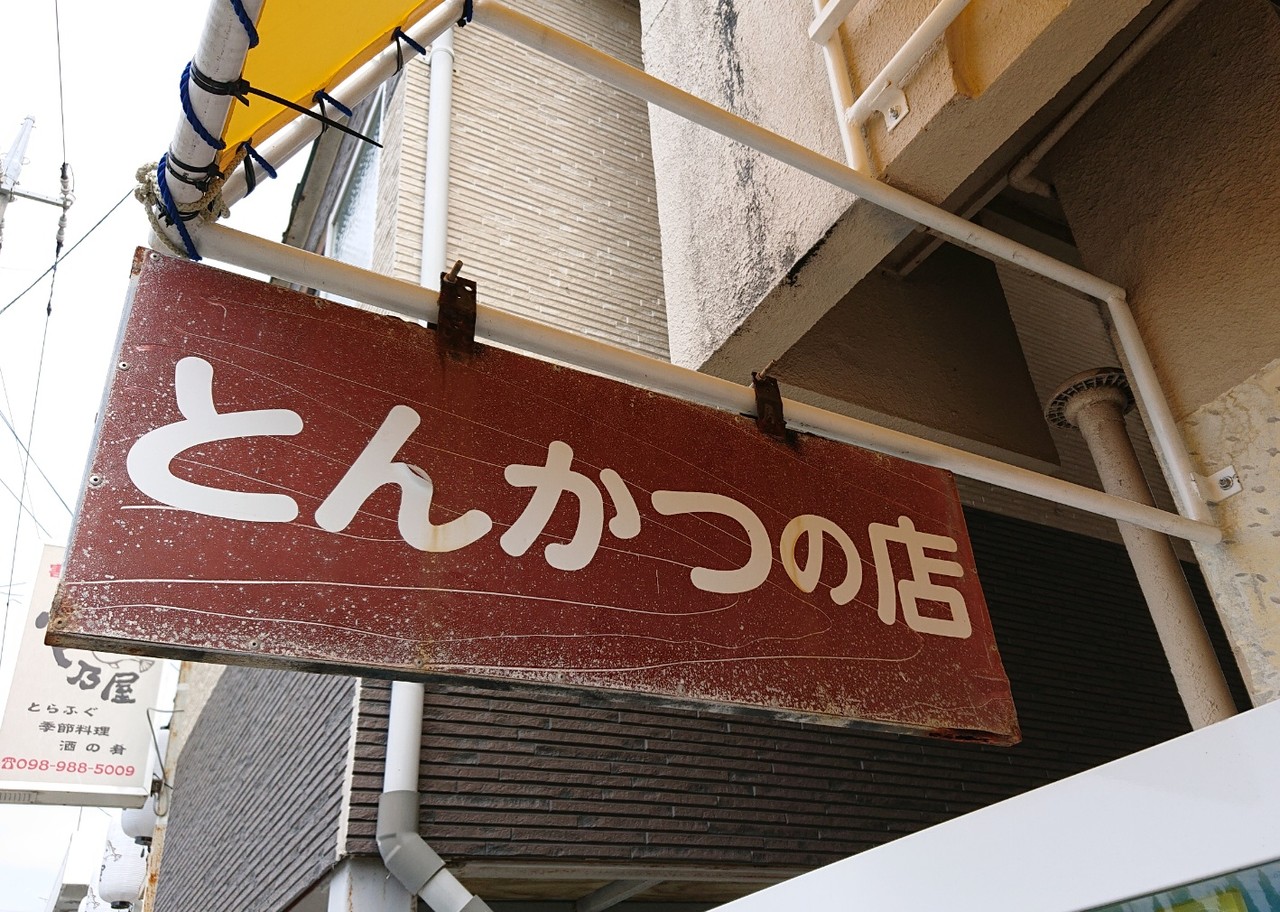 とんかつの店
乃屋
とらふぐ
季節料理
酒の肴
☎098-988-5009